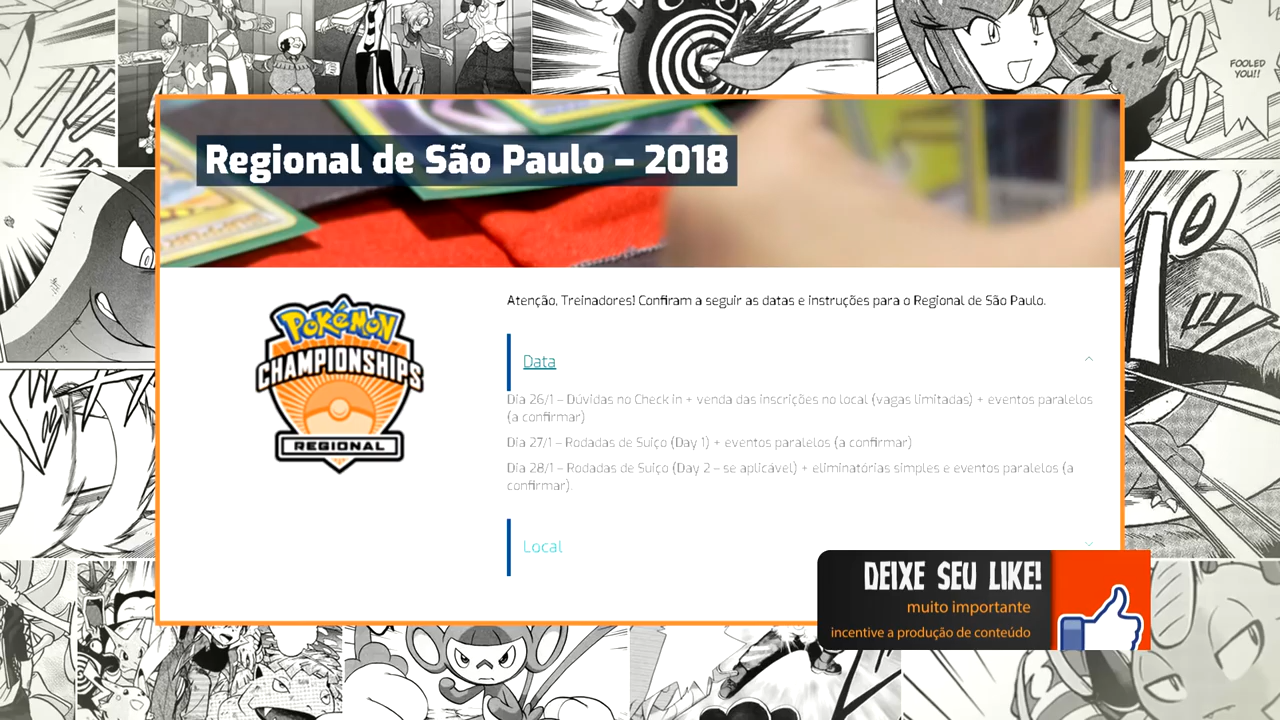 FOOLED
YOU!!
Regional de São Paulo – 2018
POKÉMON
CHAMPIONSHIPS
REGIONAL
Atenção, Treinadores! Confiram a seguir as datas e instruções para o Regional de São Paulo.
Data
Dia 26/1 – Dúvidas no Check in + venda das inscrições no local (vagas limitadas) + eventos paralelos
(a confirmar)
Dia 27/1 – Rodadas de Suíço (Day 1) + eventos paralelos (a confirmar)
Dia 28/1 – Rodadas de Suíço (Day 2 – se aplicável) + eliminatórias simples e eventos paralelos (a
confirmar).
Local
DEIXE SEU LIKE!
muito importante
incentive a produção de conteúdo